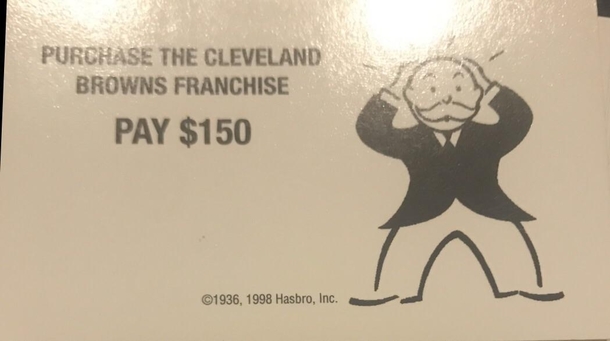 PURCHASE THE CLEVELAND
BROWNS FRANCHISE
PAY $150
©1936, 1998 Hasbro, Inc.